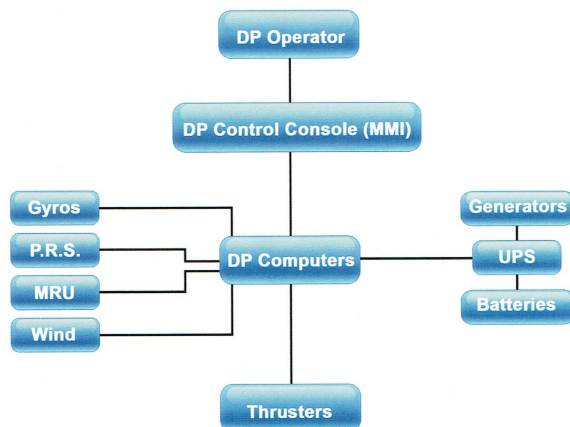 DP Operator
DP Control Console (MMI)
Gyros
P.R.S.
MRU
Wind
DP Computers
Generators
UPS
Batteries
Thrusters